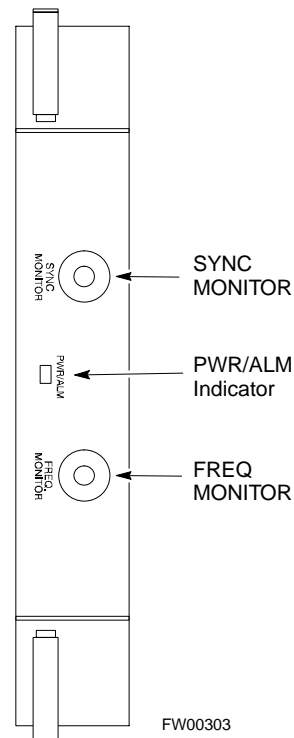 SYNC
MONITOR
SYNC
MONITOR
PWR/ALM
PWR/ALM
Indicator
FREQ.
MONITOR
FREQ
MONITOR
FW00303